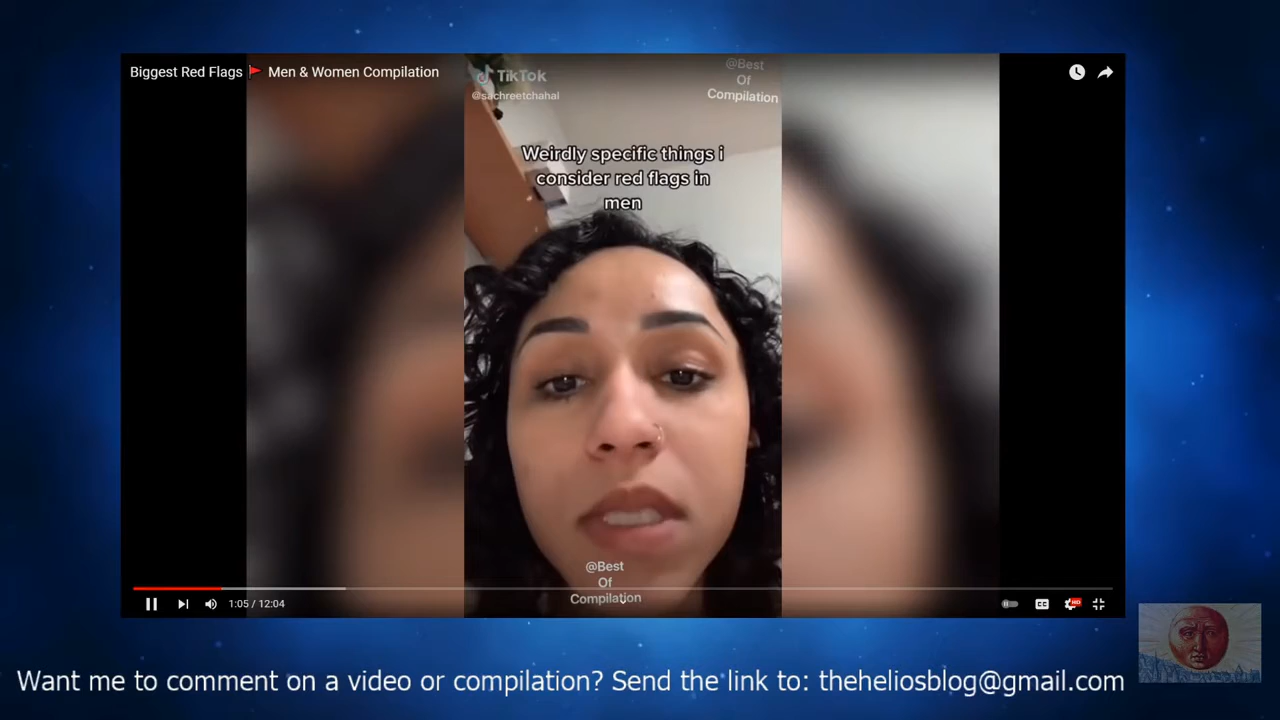 Biggest Red Flags 🚩 Men & Women Compilation
TikTok
@sachreetchahal
@Best
Of
Compilation
Weirdly specific things i
consider red flags in
men
@Best
Of
Compilation
1:05 / 12:04
CC
HD
Want me to comment on a video or compilation? Send the link to: theheliosblog@gmail.com